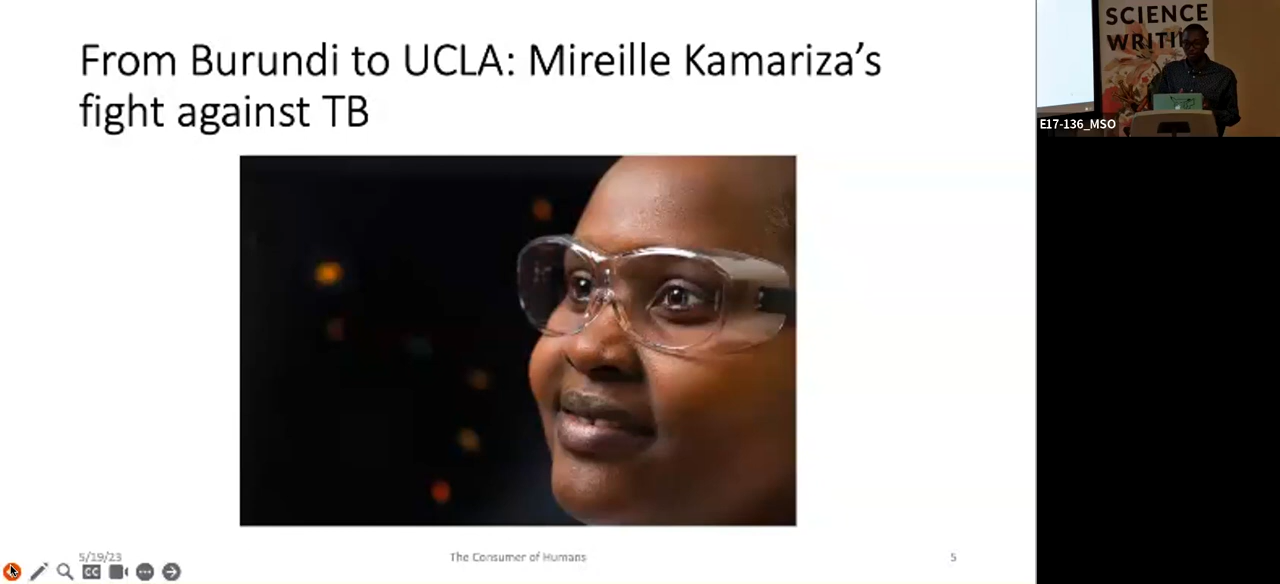 From Burundi to UCLA: Mireille Kamariza’s
fight against TB
SCIENCE
WRITI
E17-136_MSO
5/19/23
The Consumer of Humans
5
CC